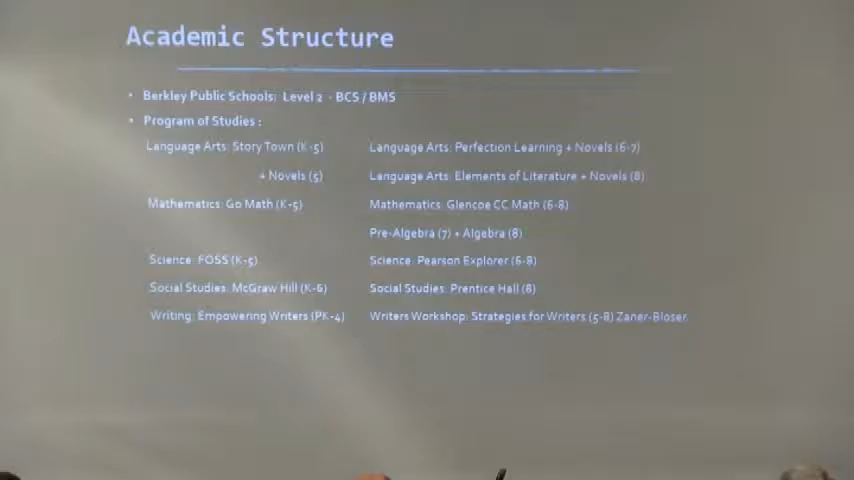 Academic Structure
• Berkley Public Schools: Level 2 - BCS / BMS
• Program of Studies :
Language Arts: Story Town (K-5) Language Arts: Perfection Learning + Novels (6-7)
+ Novels (5) Language Arts: Elements of Literature + Novels (8)
Mathematics: Go Math (K-5) Mathematics: Glencoe CC Math (6-8)
Pre-Algebra (7) + Algebra (8)
Science: FOSS (K-5) Science: Pearson Explorer (6-8)
Social Studies: McGraw Hill (K-6) Social Studies: Prentice Hall (8)
Writing: Empowering Writers (PK-4) Writers Workshop: Strategies for Writers (5-8) Zaner-Bloser